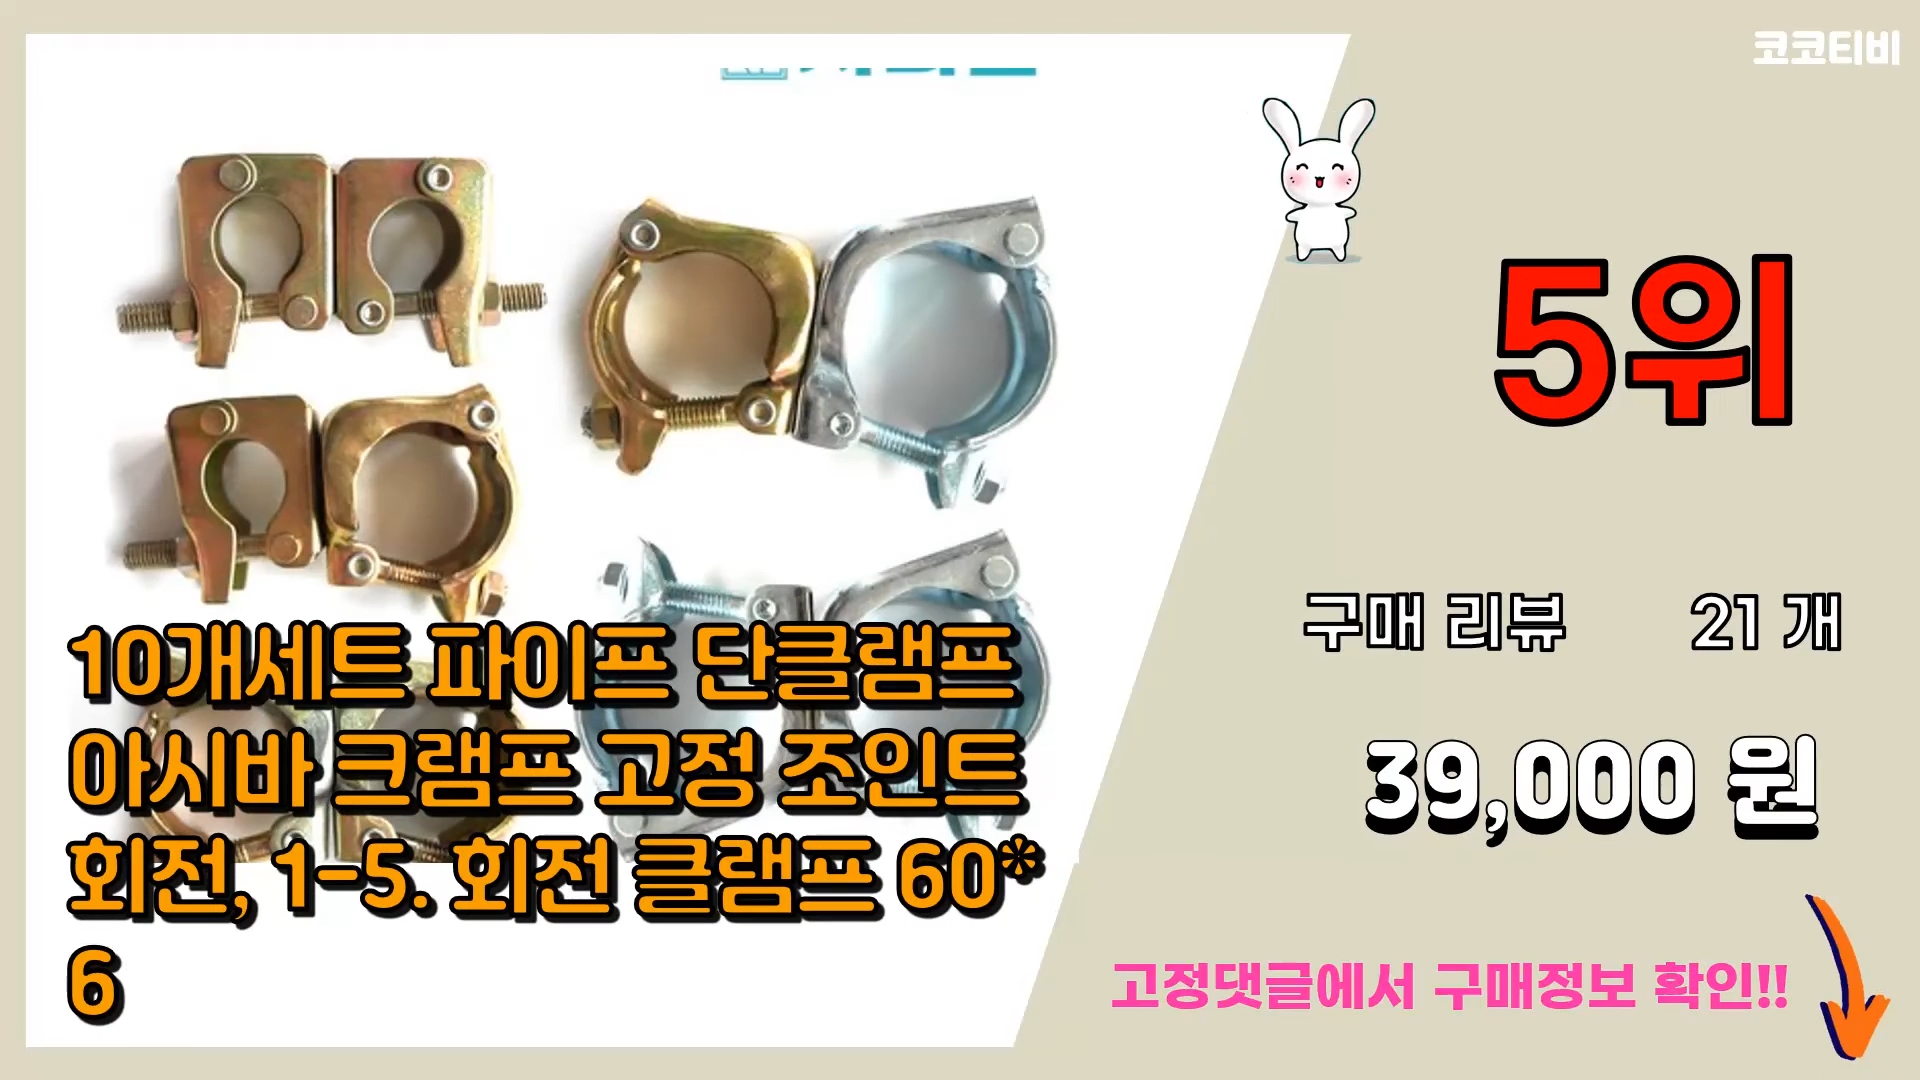 코코티비
5위
구매 리뷰 21 개
39,000 원
10개세트 파이프 단클램프
아시바 크램프 고정 조인트
회전, 1-5. 회전 클램프 60*
6
고정댓글에서 구매정보 확인!!